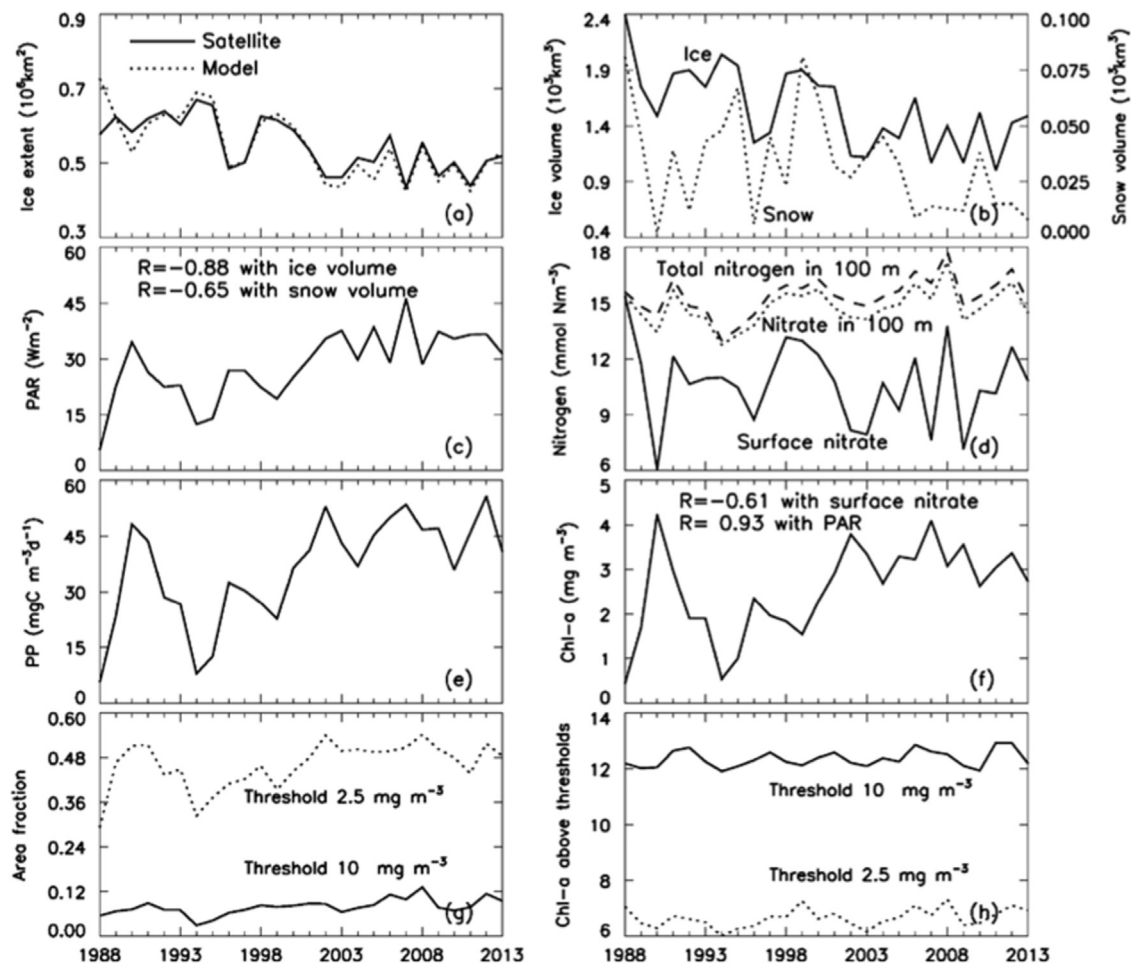 Ice extent (10⁶km²)
0.9
0.7
0.5
0.3
Satellite
Model
(a)
Ice volume (10³km³)
2.4
1.9
1.4
0.9
0.4
Ice
Snow
(b)
0.100
0.075
0.050
0.025
0.000
Snow volume (10³km³)
PAR (Wm⁻²)
60
45
30
15
0
R=−0.88 with ice volume
R=−0.65 with snow volume
(c)
Nitrogen (mmol Nm⁻³)
18
15
12
9
6
Total nitrogen in 100 m
Nitrate in 100 m
Surface nitrate
(d)
PP (mgC m⁻³d⁻¹)
60
45
30
15
0
(e)
Chl−a (mg m⁻³)
5
4
3
2
1
0
R=−0.61 with surface nitrate
R= 0.93 with PAR
(f)
Area fraction
0.60
0.48
0.36
0.24
0.12
0.00
Threshold 2.5 mg m⁻³
Threshold 10 mg m⁻³
(g)
1988 1993 1998 2003 2008 2013
Chl−a above thresholds
14
12
10
8
6
Threshold 10 mg m⁻³
Threshold 2.5 mg m⁻³
(h)
1988 1993 1998 2003 2008 2013